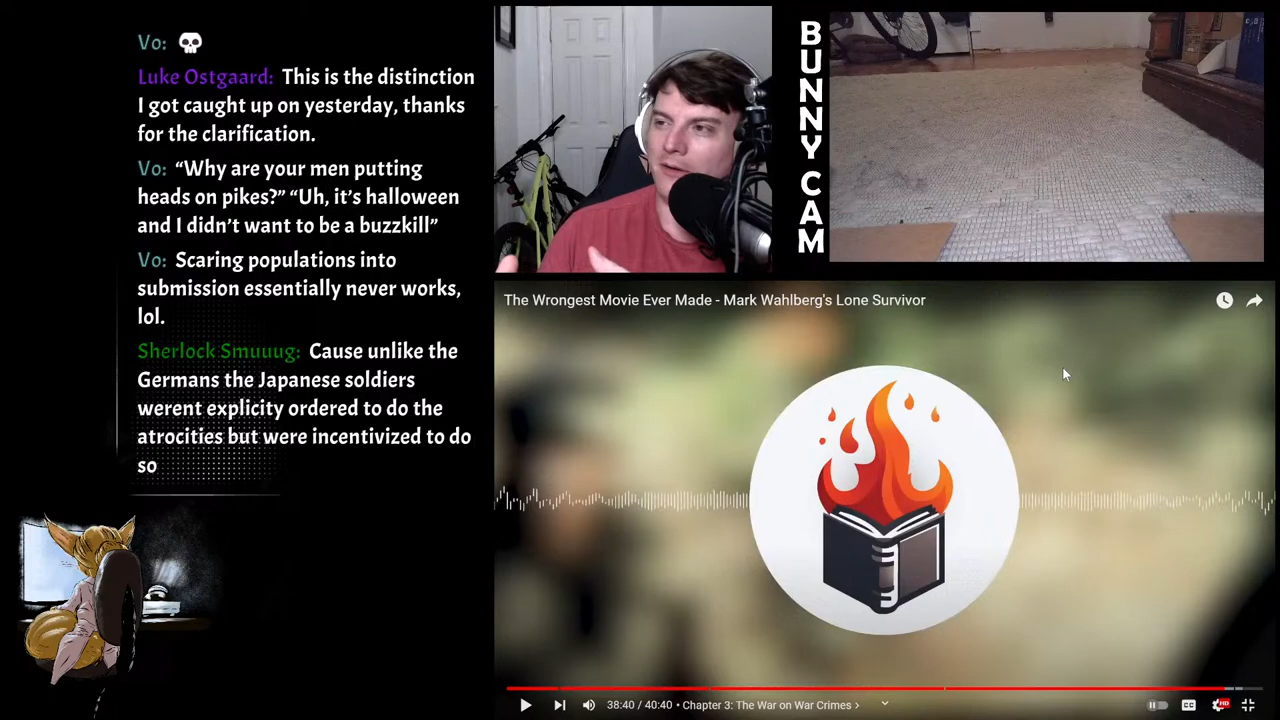 Vo: 💀
Luke Ostgaard: This is the distinction
I got caught up on yesterday, thanks
for the clarification.
Vo: “Why are your men putting
heads on pikes?” “Uh, it’s halloween
and I didn’t want to be a buzzkill”
Vo: Scaring populations into
submission essentially never works,
lol.
Sherlock Smuuug: Cause unlike the
Germans the Japanese soldiers
werent explicity ordered to do the
atrocities but were incentivized to do
so
BUNNY CAM
The Wrongest Movie Ever Made - Mark Wahlberg's Lone Survivor
38:40 / 40:40 • Chapter 3: The War on War Crimes >
CC
HD